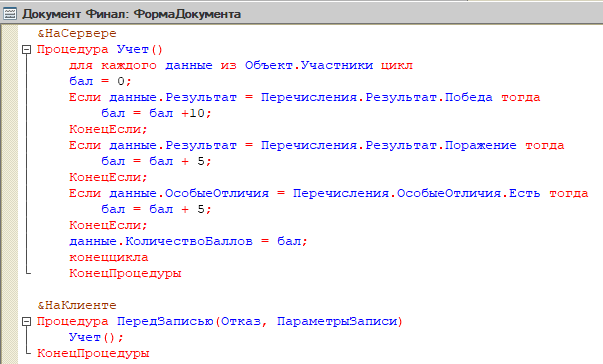 Документ Финал: ФормаДокумента
&НаСервере
Процедура Учет()
для каждого данные из Объект.Участники цикл
бал = 0;
Если данные.Результат = Перечисления.Результат.Победа тогда
бал = бал +10;
КонецЕсли;
Если данные.Результат = Перечисления.Результат.Поражение тогда
бал = бал + 5;
КонецЕсли;
Если данные.ОсобыеОтличия = Перечисления.ОсобыеОтличия.Есть тогда
бал = бал + 5;
КонецЕсли;
данные.КоличествоБаллов = бал;
конеццикла
КонецПроцедуры
&НаКлиенте
Процедура ПередЗаписью(Отказ, ПараметрыЗаписи)
Учет();
КонецПроцедуры